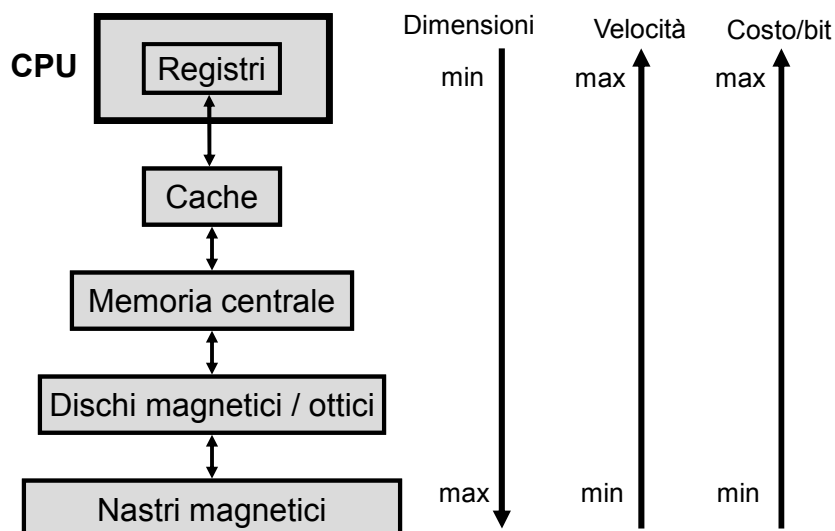 Dimensioni
Velocità
Costo/bit
CPU
Registri
min
max
max
Cache
Memoria centrale
Dischi magnetici / ottici
Nastri magnetici
max
min
min